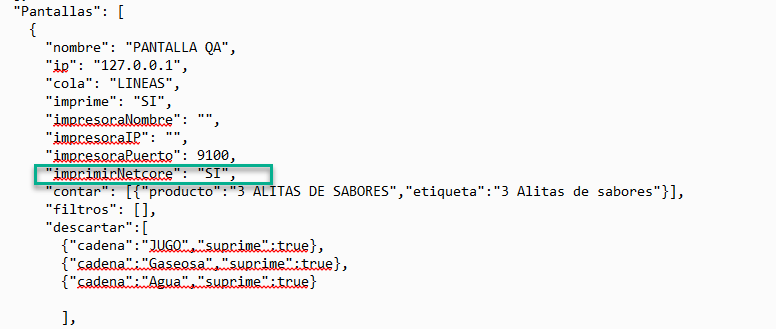 "Pantallas": [
{
"nombre": "PANTALLA QA",
"ip": "127.0.0.1",
"cola": "LINEAS",
"imprime": "SI",
"impresoraNombre": "",
"impresoraIP": "",
"impresoraPuerto": 9100,
"imprimirNetcore": "SI",
"contar": [{"producto":"3 ALITAS DE SABORES","etiqueta":"3 Alitas de sabores"}],
"filtros": [],
"descartar":[
{"cadena":"JUGO","suprime":true},
{"cadena":"Gaseosa","suprime":true},
{"cadena":"Agua","suprime":true}
],